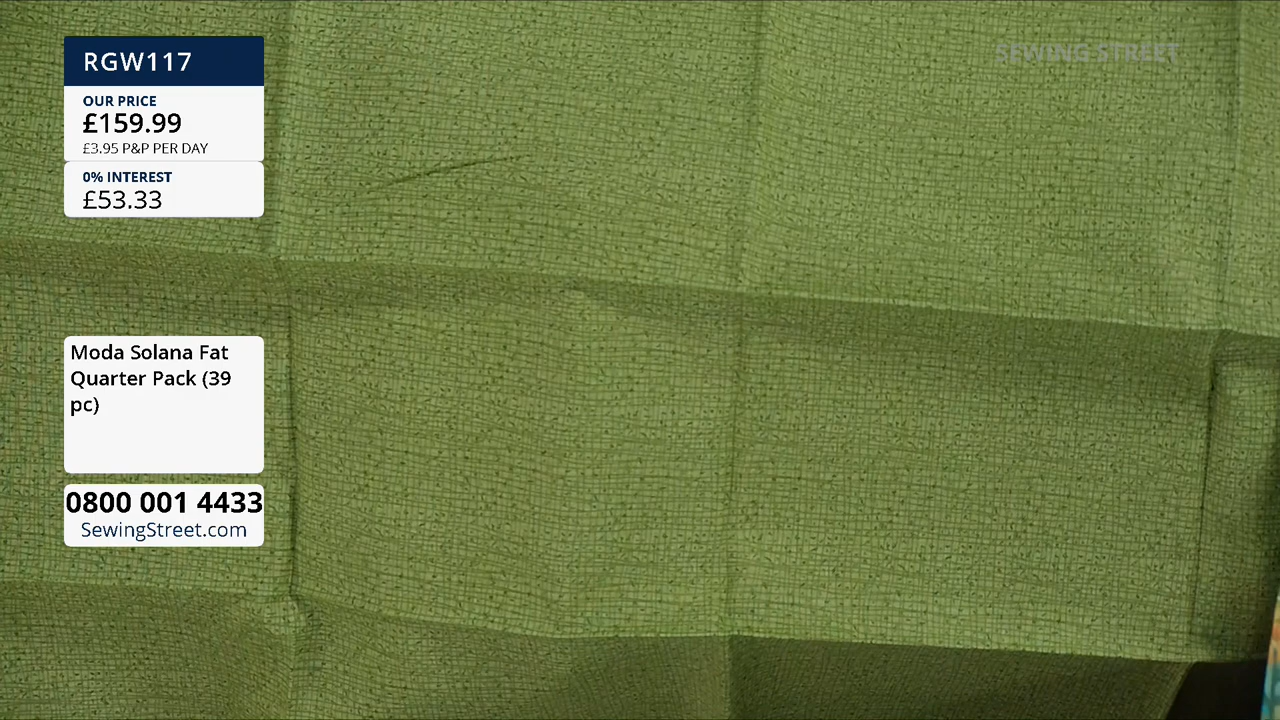 RGW117
OUR PRICE
£159.99
£3.95 P&P PER DAY
0% INTEREST
£53.33
Moda Solana Fat
Quarter Pack (39
pc)
0800 001 4433
SewingStreet.com
SEWING STREET